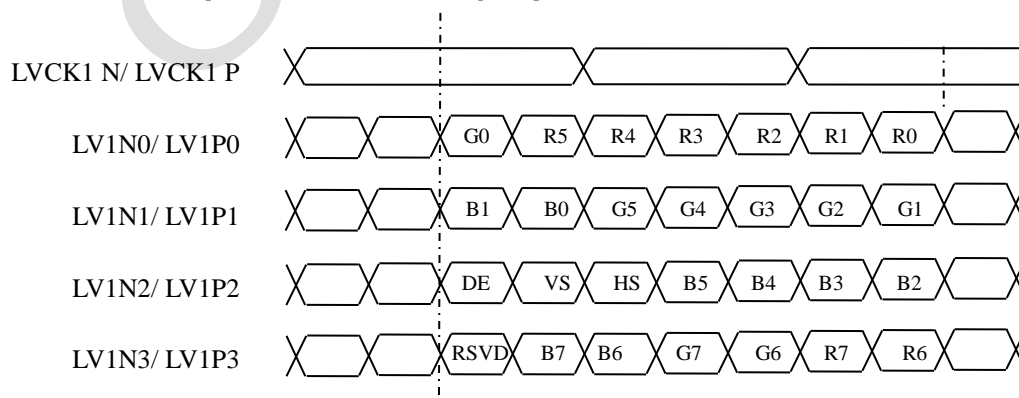 LVCK1 N/ LVCK1 P
LV1N0/ LV1P0 G0 R5 R4 R3 R2 R1 R0
LV1N1/ LV1P1 B1 B0 G5 G4 G3 G2 G1
LV1N2/ LV1P2 DE VS HS B5 B4 B3 B2
LV1N3/ LV1P3 RSVD B7 B6 G7 G6 R7 R6